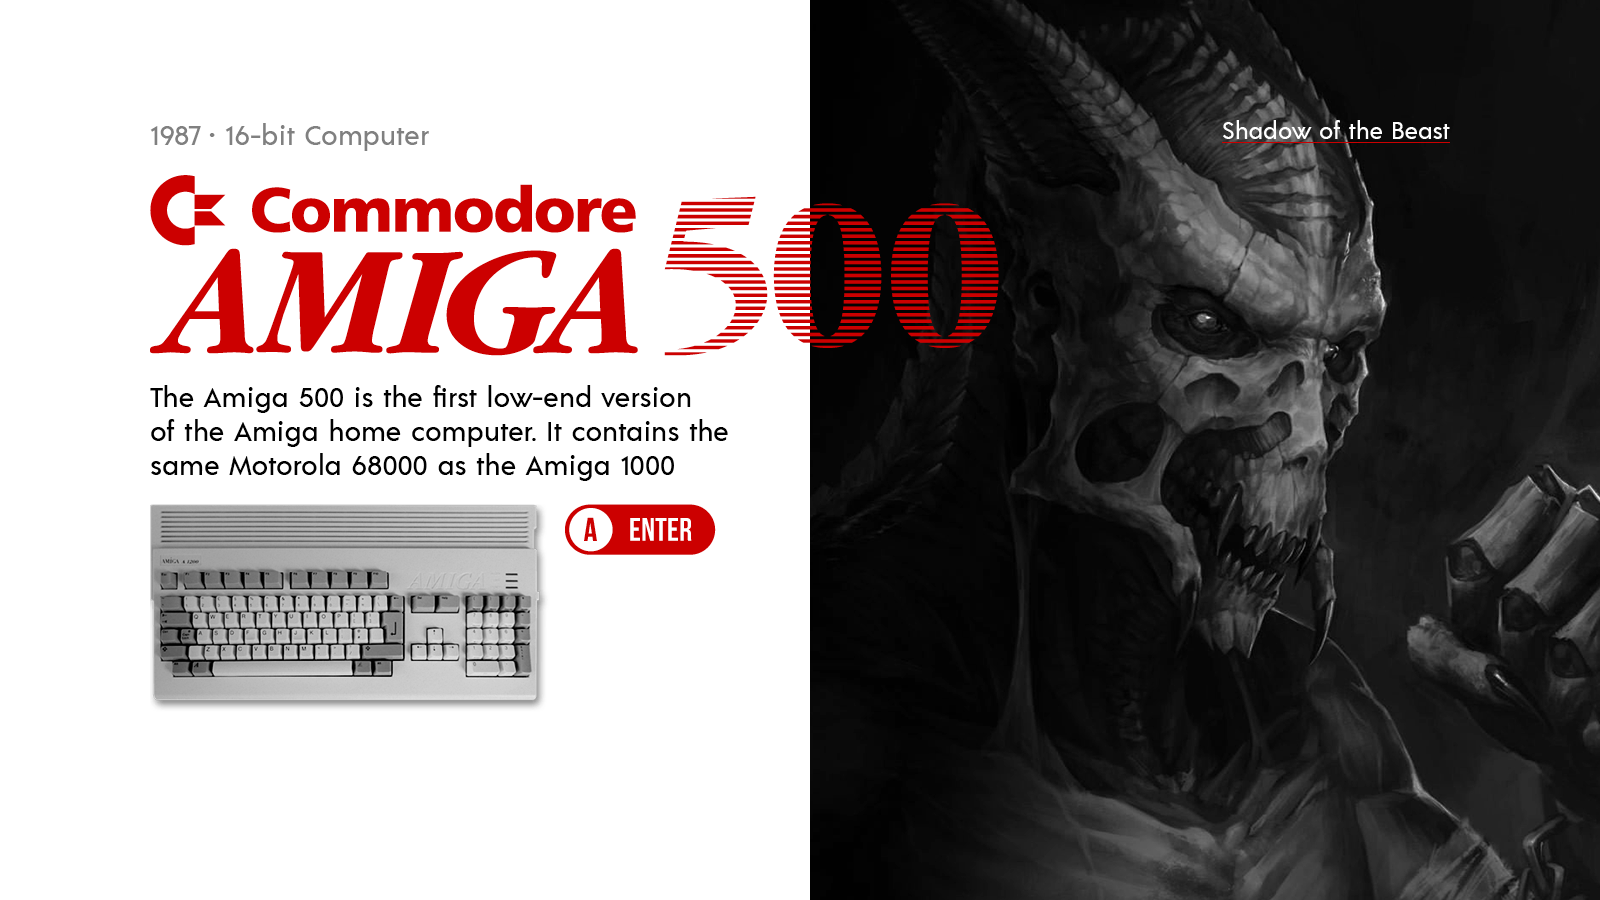 1987 · 16-bit Computer
Shadow of the Beast
Commodore
AMIGA 500
The Amiga 500 is the first low-end version
of the Amiga home computer. It contains the
same Motorola 68000 as the Amiga 1000
A ENTER
AMIGA